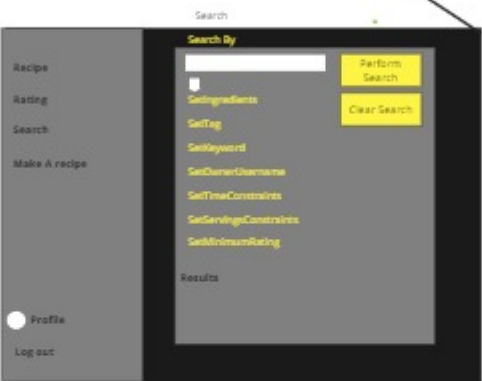 Search
Search By
Recipe
Rating
Search
Make A recipe
Perform
Search
Clear Search
SetIngredients
SetTag
SetKeyword
SetOwnerUsername
SetTimeConstraints
SetServingsConstraints
SetMinimumRating
Results
Profile
Log out